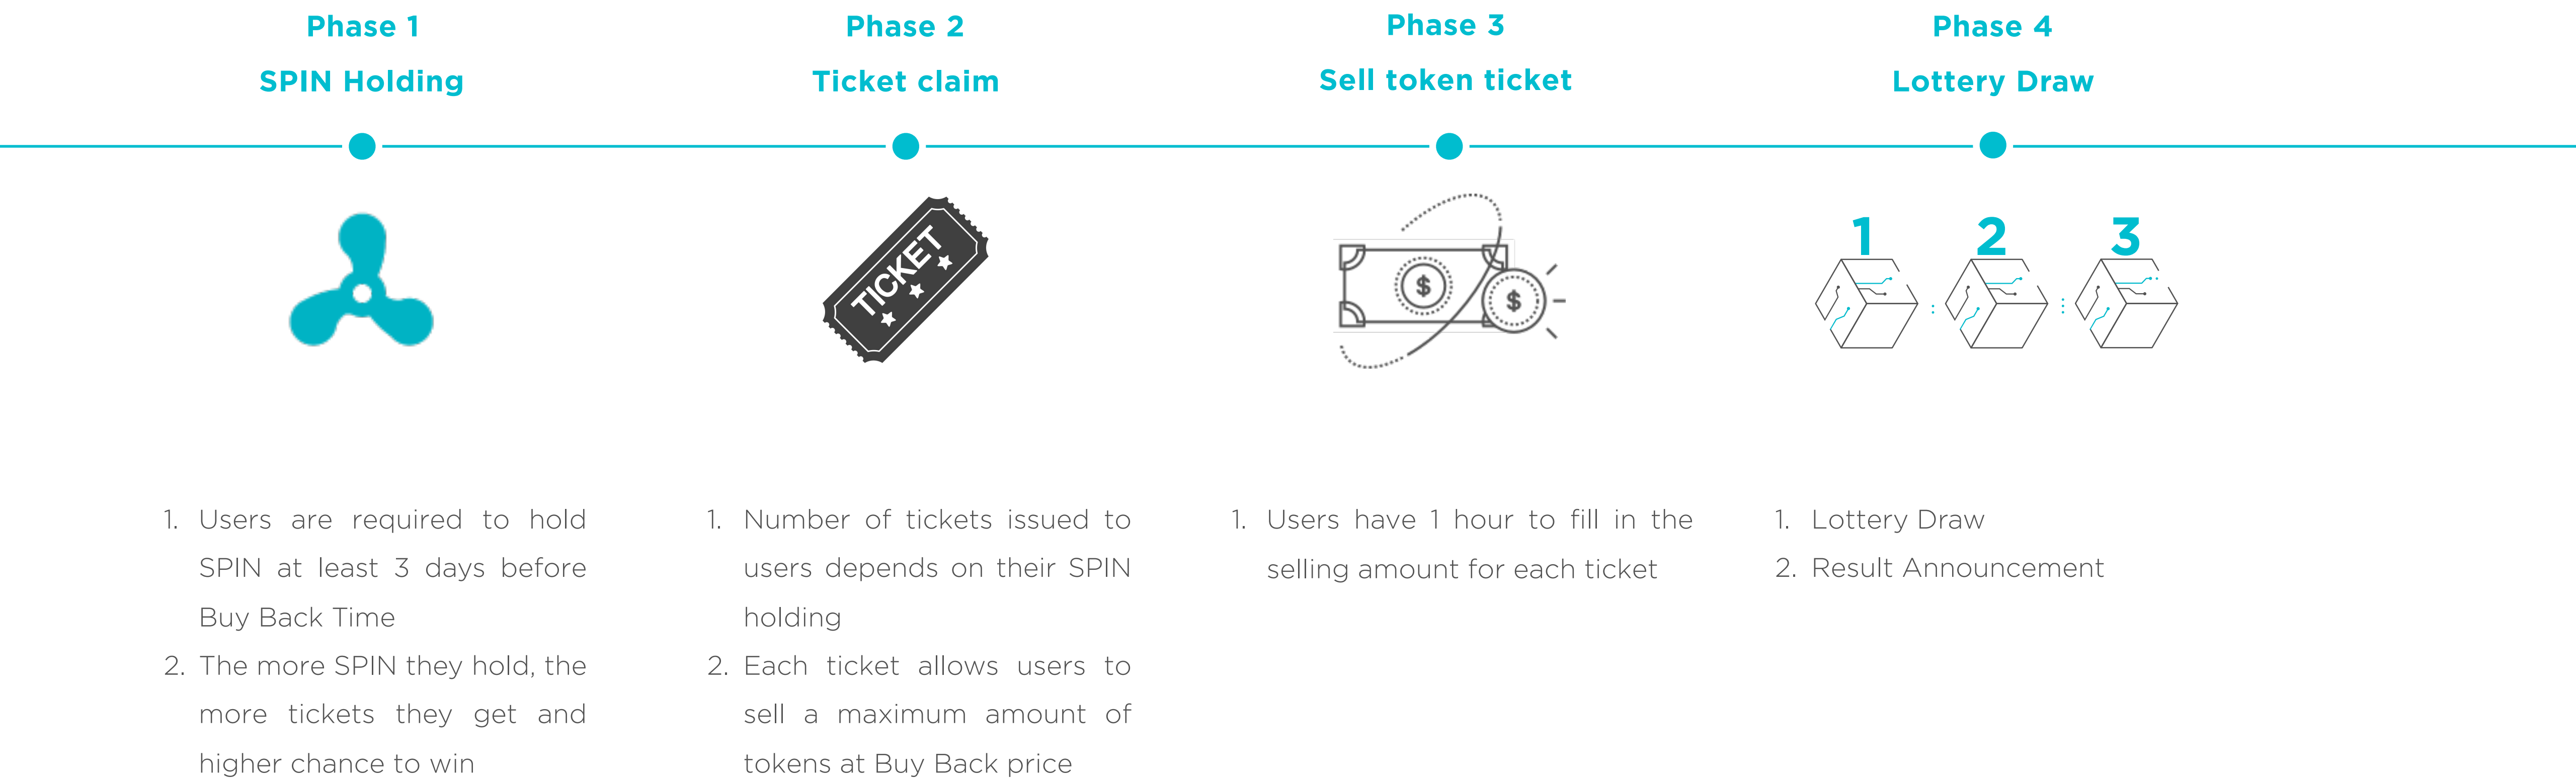 Phase 1
SPIN Holding
Phase 2
Ticket claim
Phase 3
Sell token ticket
Phase 4
Lottery Draw
TICKET
$
$
1
2
3
1. Users are required to hold
SPIN at least 3 days before
Buy Back Time
2. The more SPIN they hold, the
more tickets they get and
higher chance to win
1. Number of tickets issued to
users depends on their SPIN
holding
2. Each ticket allows users to
sell a maximum amount of
tokens at Buy Back price
1. Users have 1 hour to fill in the
selling amount for each ticket
1. Lottery Draw
2. Result Announcement